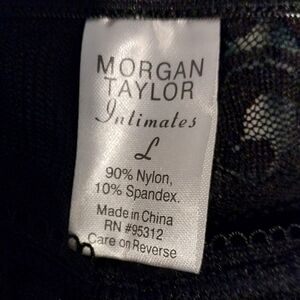 MORGAN
TAYLOR
Intimates
L
90% Nylon,
10% Spandex.
Made in China
RN #95312
Care on Reverse